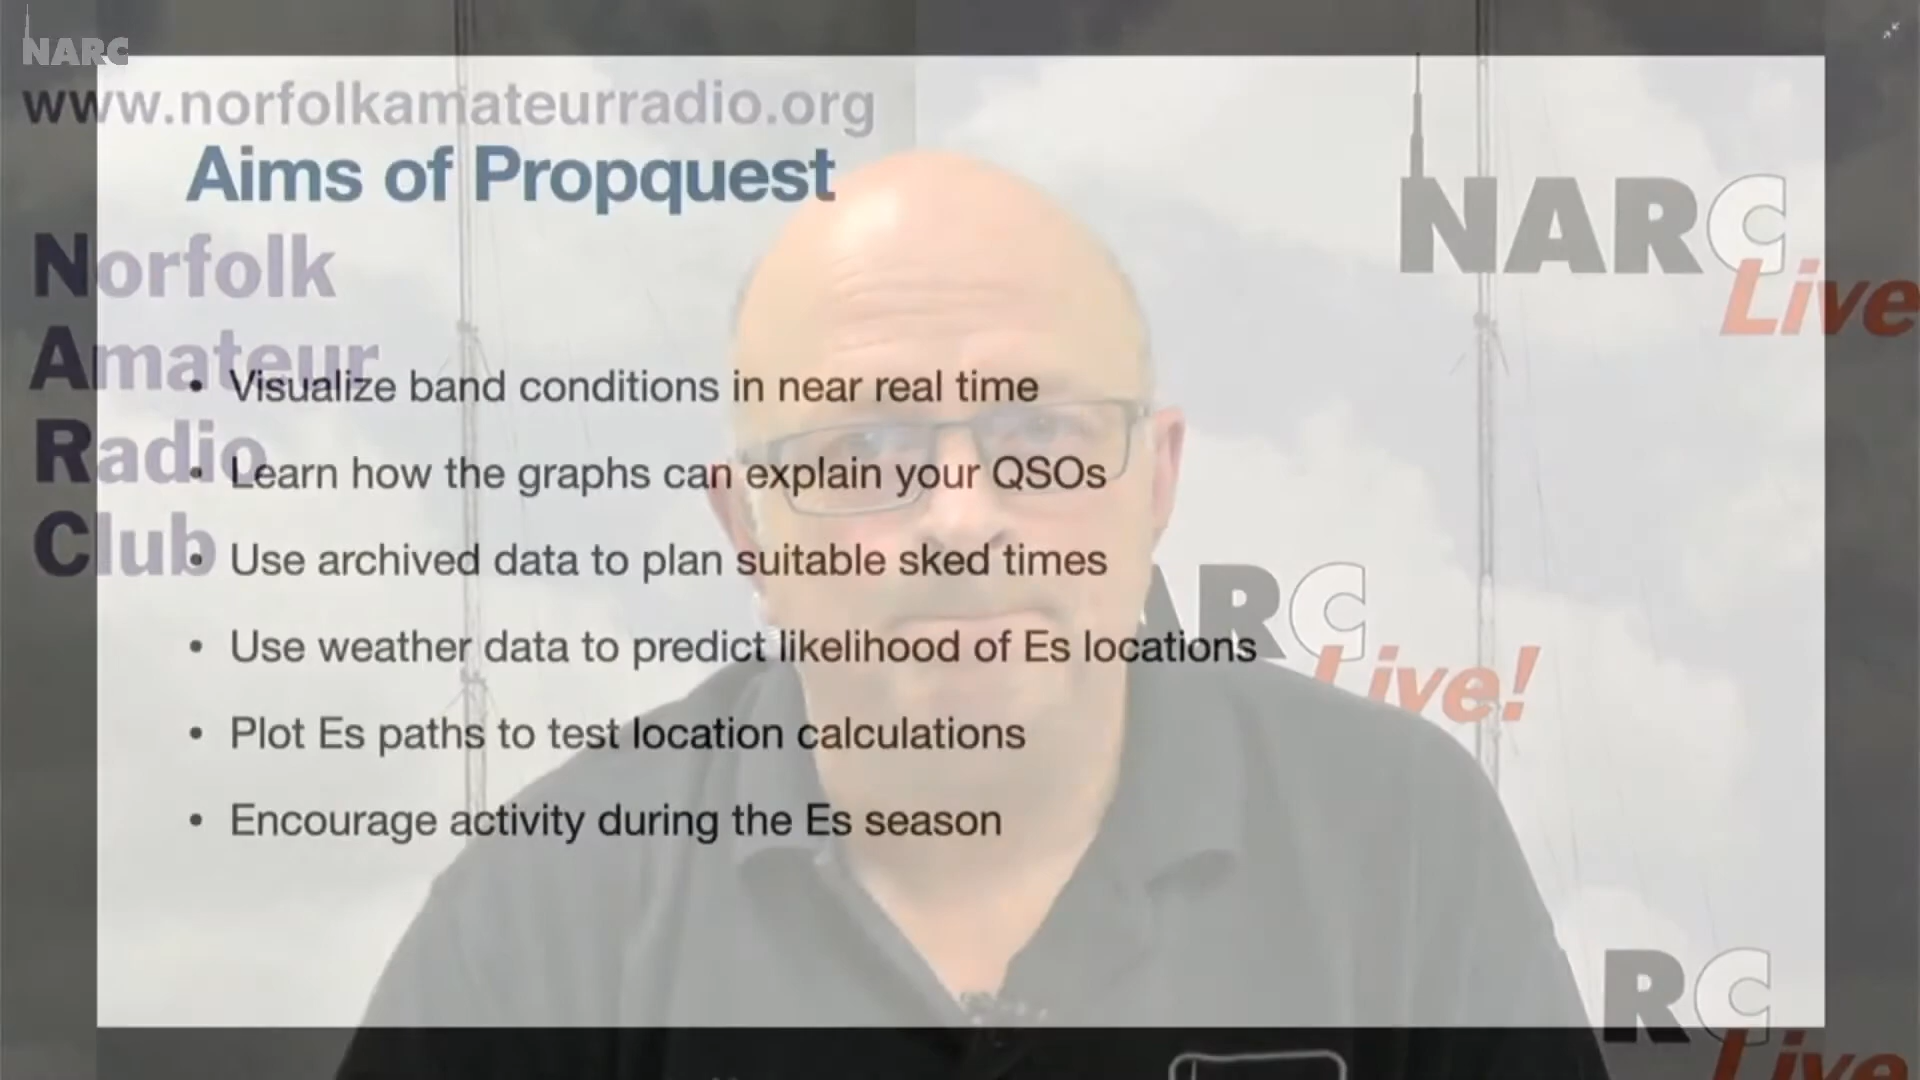 NARC
www.norfolkamateurradio.org
Aims of Propquest
NARC
Live
Norfolk
Amateur
Radio
Club
• Visualize band conditions in near real time
• Learn how the graphs can explain your QSOs
• Use archived data to plan suitable sked times
ARC
Live!
• Use weather data to predict likelihood of Es locations
• Plot Es paths to test location calculations
• Encourage activity during the Es season
RC
Live